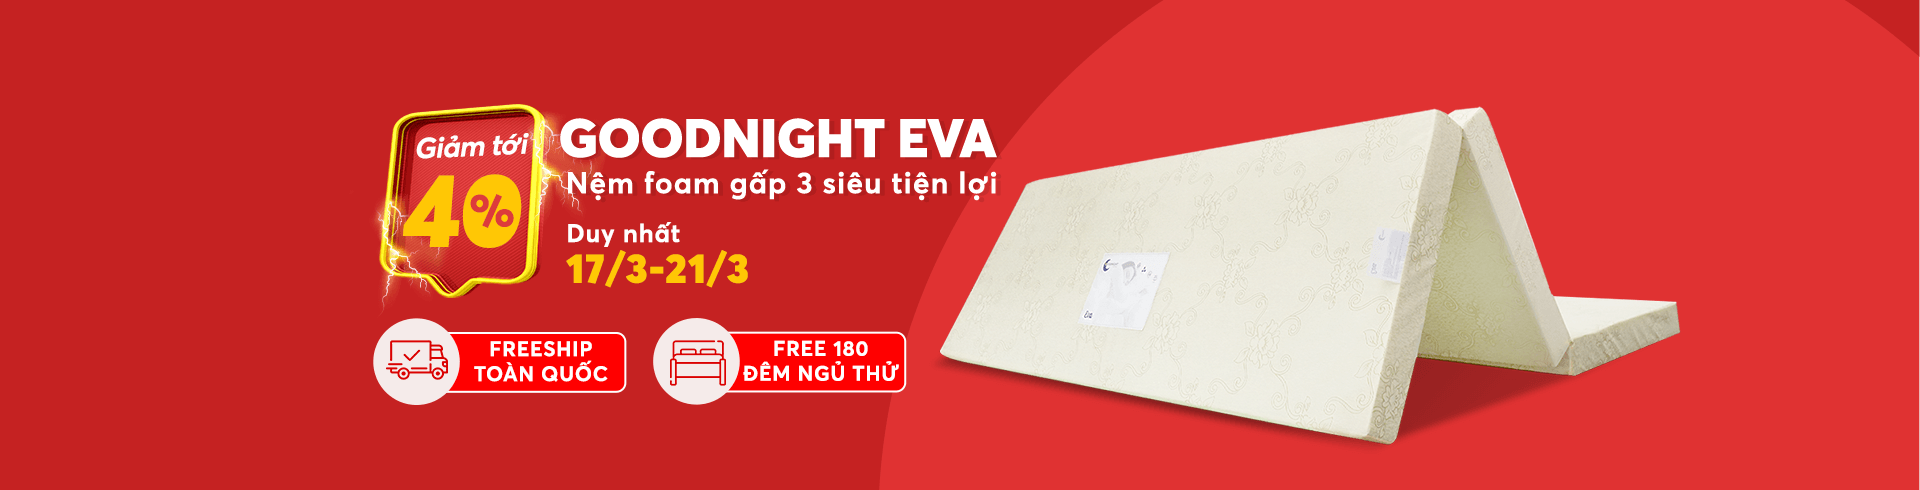 Giảm tới
40%
GOODNIGHT EVA
Nệm foam gấp 3 siêu tiện lợi
Duy nhất
17/3-21/3
FREESHIP
TOÀN QUỐC
FREE 180
ĐÊM NGỦ THỬ
Eva